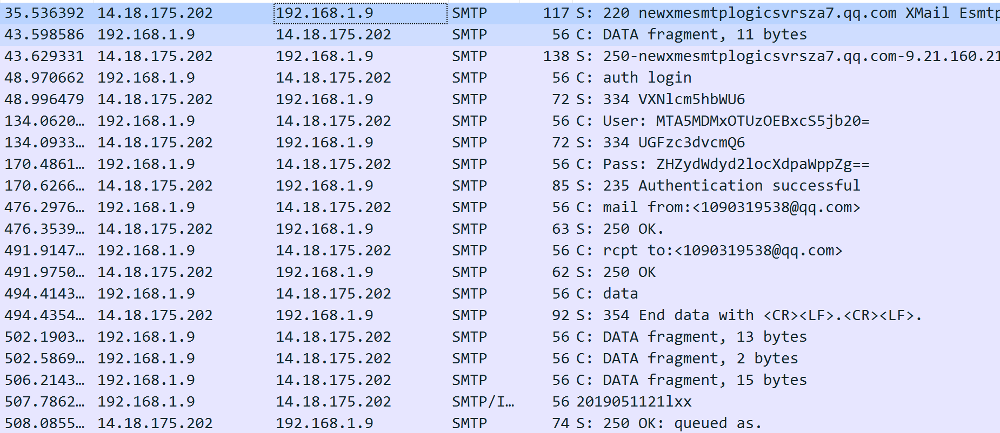 35.536392 14.18.175.202 192.168.1.9 SMTP 117 S: 220 newxmesmtplogicsvrsza7.qq.com XMail Esmtp
43.598586 192.168.1.9 14.18.175.202 SMTP 56 C: DATA fragment, 11 bytes
43.629331 14.18.175.202 192.168.1.9 SMTP 138 S: 250-newxmesmtplogicsvrsza7.qq.com-9.21.160.21
48.970662 192.168.1.9 14.18.175.202 SMTP 56 C: auth login
48.996479 14.18.175.202 192.168.1.9 SMTP 72 S: 334 VXNlcm5hbWU6
134.0620… 192.168.1.9 14.18.175.202 SMTP 56 C: User: MTA5MDMxOTUzOEBxcS5jb20=
134.0933… 14.18.175.202 192.168.1.9 SMTP 72 S: 334 UGFzc3dvcmQ6
170.4861… 192.168.1.9 14.18.175.202 SMTP 56 C: Pass: ZHZydWdyd2locXdpaWppZg==
170.6266… 14.18.175.202 192.168.1.9 SMTP 85 S: 235 Authentication successful
476.2976… 192.168.1.9 14.18.175.202 SMTP 56 C: mail from:<1090319538@qq.com>
476.3539… 14.18.175.202 192.168.1.9 SMTP 63 S: 250 OK.
491.9147… 192.168.1.9 14.18.175.202 SMTP 56 C: rcpt to:<1090319538@qq.com>
491.9750… 14.18.175.202 192.168.1.9 SMTP 62 S: 250 OK
494.4143… 192.168.1.9 14.18.175.202 SMTP 56 C: data
494.4354… 14.18.175.202 192.168.1.9 SMTP 92 S: 354 End data with <CR><LF>.<CR><LF>.
502.1903… 192.168.1.9 14.18.175.202 SMTP 56 C: DATA fragment, 13 bytes
502.5869… 192.168.1.9 14.18.175.202 SMTP 56 C: DATA fragment, 2 bytes
506.2143… 192.168.1.9 14.18.175.202 SMTP 56 C: DATA fragment, 15 bytes
507.7862… 192.168.1.9 14.18.175.202 SMTP/I… 56 2019051121lxx
508.0855… 14.18.175.202 192.168.1.9 SMTP 74 S: 250 OK: queued as.